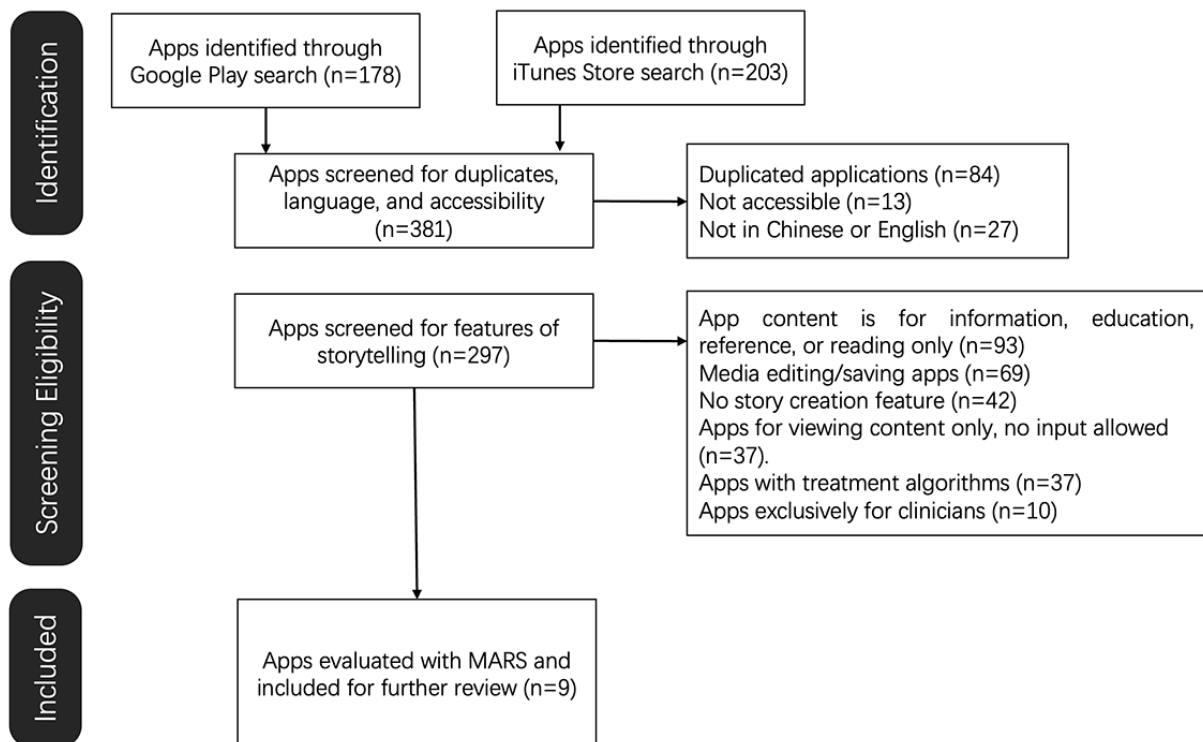 Identification
Apps identified through
Google Play search (n=178)
Apps identified through
iTunes Store search (n=203)
Apps screened for duplicates,
language, and accessibility
(n=381)
Duplicated applications (n=84)
Not accessible (n=13)
Not in Chinese or English (n=27)
Screening Eligibility
Apps screened for features of
storytelling (n=297)
App content is for information, education,
reference, or reading only (n=93)
Media editing/saving apps (n=69)
No story creation feature (n=42)
Apps for viewing content only, no input allowed
(n=37).
Apps with treatment algorithms (n=37)
Apps exclusively for clinicians (n=10)
Included
Apps evaluated with MARS and
included for further review (n=9)